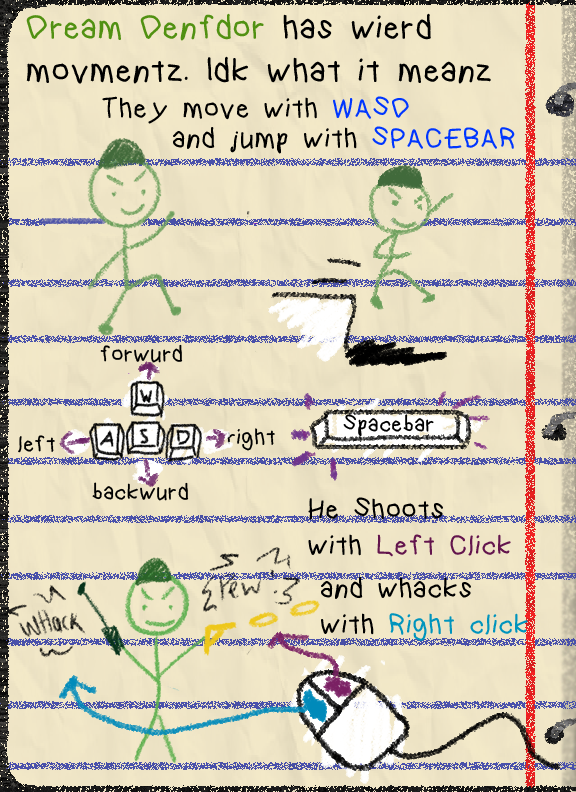 Dream Denfdor has wierd
movmentz. Idk what it meanz
They move with WASD
and jump with SPACEBAR
forwurd
W
left A S D right
Spacebar
backwurd
He Shoots
with Left Click
Pew
and whacks
Whack
with Right click